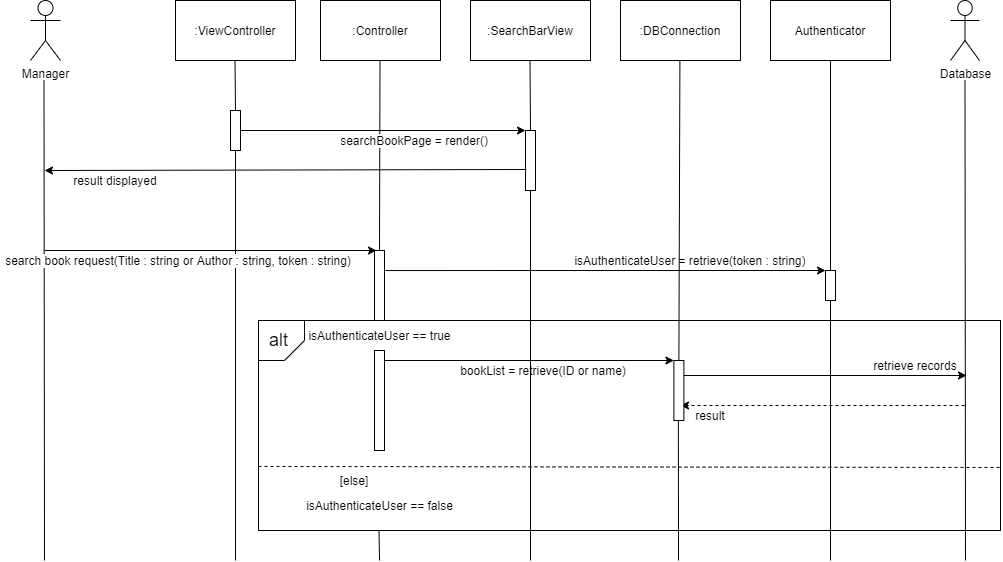 :ViewController
:Controller
:SearchBarView
:DBConnection
Authenticator
Manager
Database
searchBookPage = render()
result displayed
search book request(Title : string or Author : string, token : string)
isAuthenticateUser = retrieve(token : string)
alt
isAuthenticateUser == true
bookList = retrieve(ID or name)
retrieve records
result
[else]
isAuthenticateUser == false